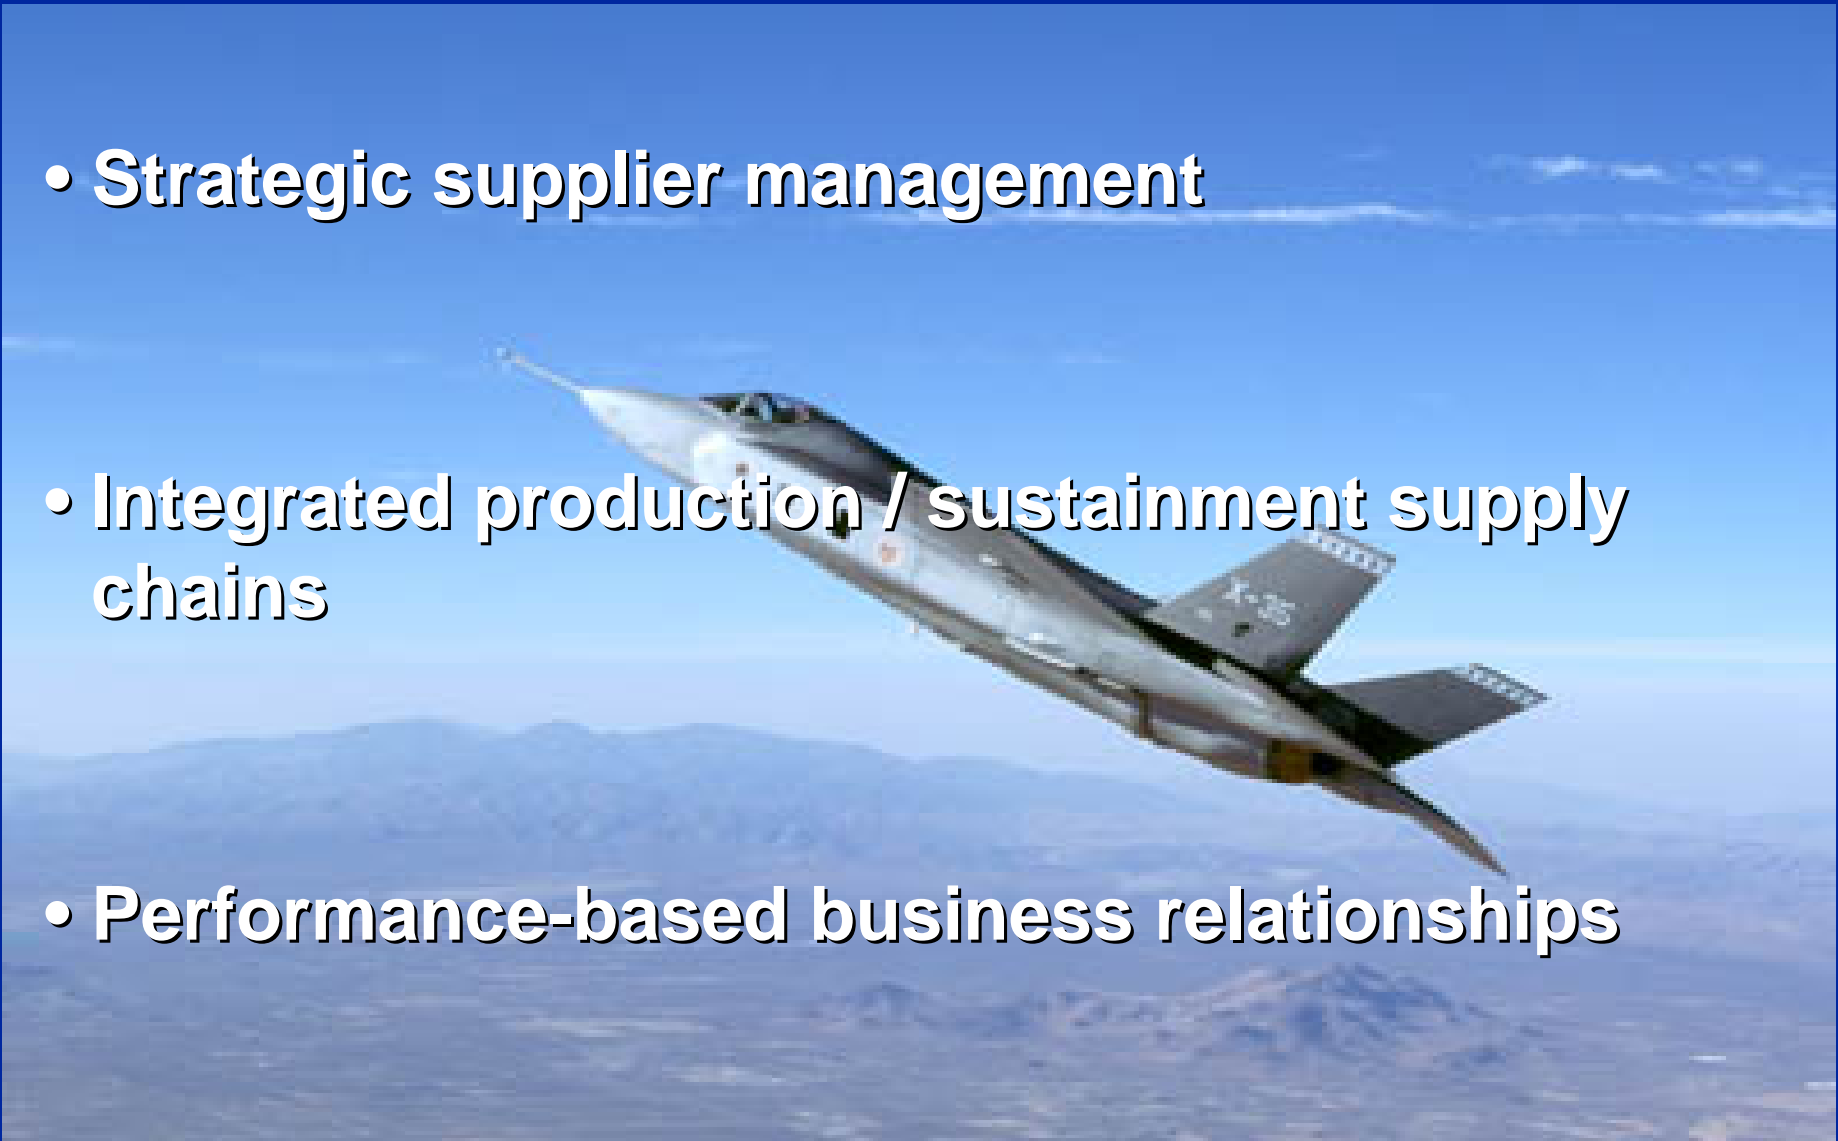 • Strategic supplier management
• Integrated production / sustainment supply
chains
X-35
• Performance-based business relationships